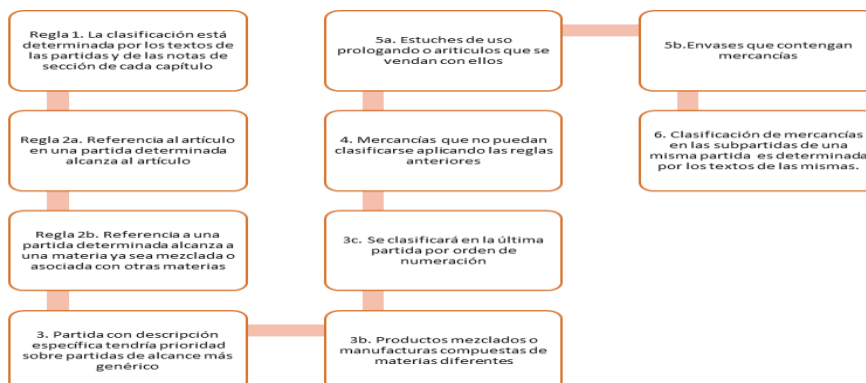 Regla 1. La clasificación está
determinada por los textos de
las partidas y de las notas de
sección de cada capítulo
Regla 2a. Referencia al artículo
en una partida determinada
alcanza al artículo
Regla 2b. Referencia a una
partida determinada alcanza a
una materia ya sea mezclada o
asociada con otras materias
3. Partida con descripción
específica tendría prioridad
sobre partidas de alcance más
genérico
3b. Productos mezclados o
manufacturas compuestas de
materias diferentes
3c. Se clasificará en la última
partida por orden de
numeración
4. Mercancías que no puedan
clasificarse aplicando las reglas
anteriores
5a. Estuches de uso
prologando o ariticulos que se
vendan con ellos
5b.Envases que contengan
mercancías
6. Clasificación de mercancías
en las subpartidas de una
misma partida es determinada
por los textos de las mismas.